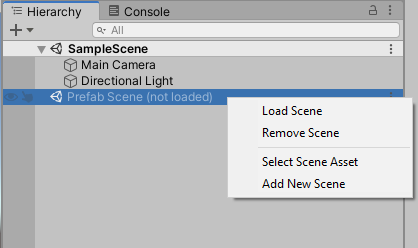 Hierarchy Console
All
SampleScene
Main Camera
Directional Light
Prefab Scene (not loaded)
Load Scene
Remove Scene
Select Scene Asset
Add New Scene